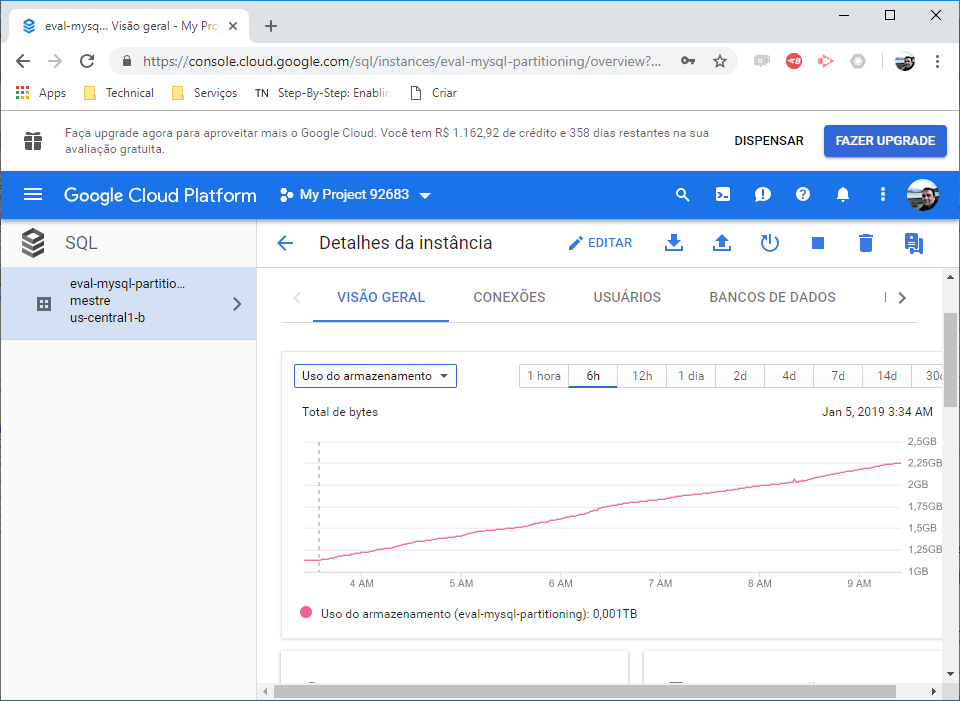 eval-mysq... Visão geral - My Pro
https://console.cloud.google.com/sql/instances/eval-mysql-partitioning/overview?...
Apps Technical Serviços TN Step-By-Step: Enablin Criar
Faça upgrade agora para aproveitar mais o Google Cloud. Você tem R$ 1.162,92 de crédito e 358 dias restantes na sua
avaliação gratuita.
DISPENSAR
FAZER UPGRADE
Google Cloud Platform
My Project 92683
SQL
Detalhes da instância
EDITAR
eval-mysql-partitio...
mestre
us-central1-b
VISÃO GERAL CONEXÕES USUÁRIOS BANCOS DE DADOS
Uso do armazenamento
1 hora 6h 12h 1 dia 2d 4d 7d 14d 30d
Total de bytes
Jan 5, 2019 3:34 AM
2,5GB
2,25GB
2GB
1,75GB
1,5GB
1,25GB
1GB
4 AM 5 AM 6 AM 7 AM 8 AM 9 AM
Uso do armazenamento (eval-mysql-partitioning): 0,001TB